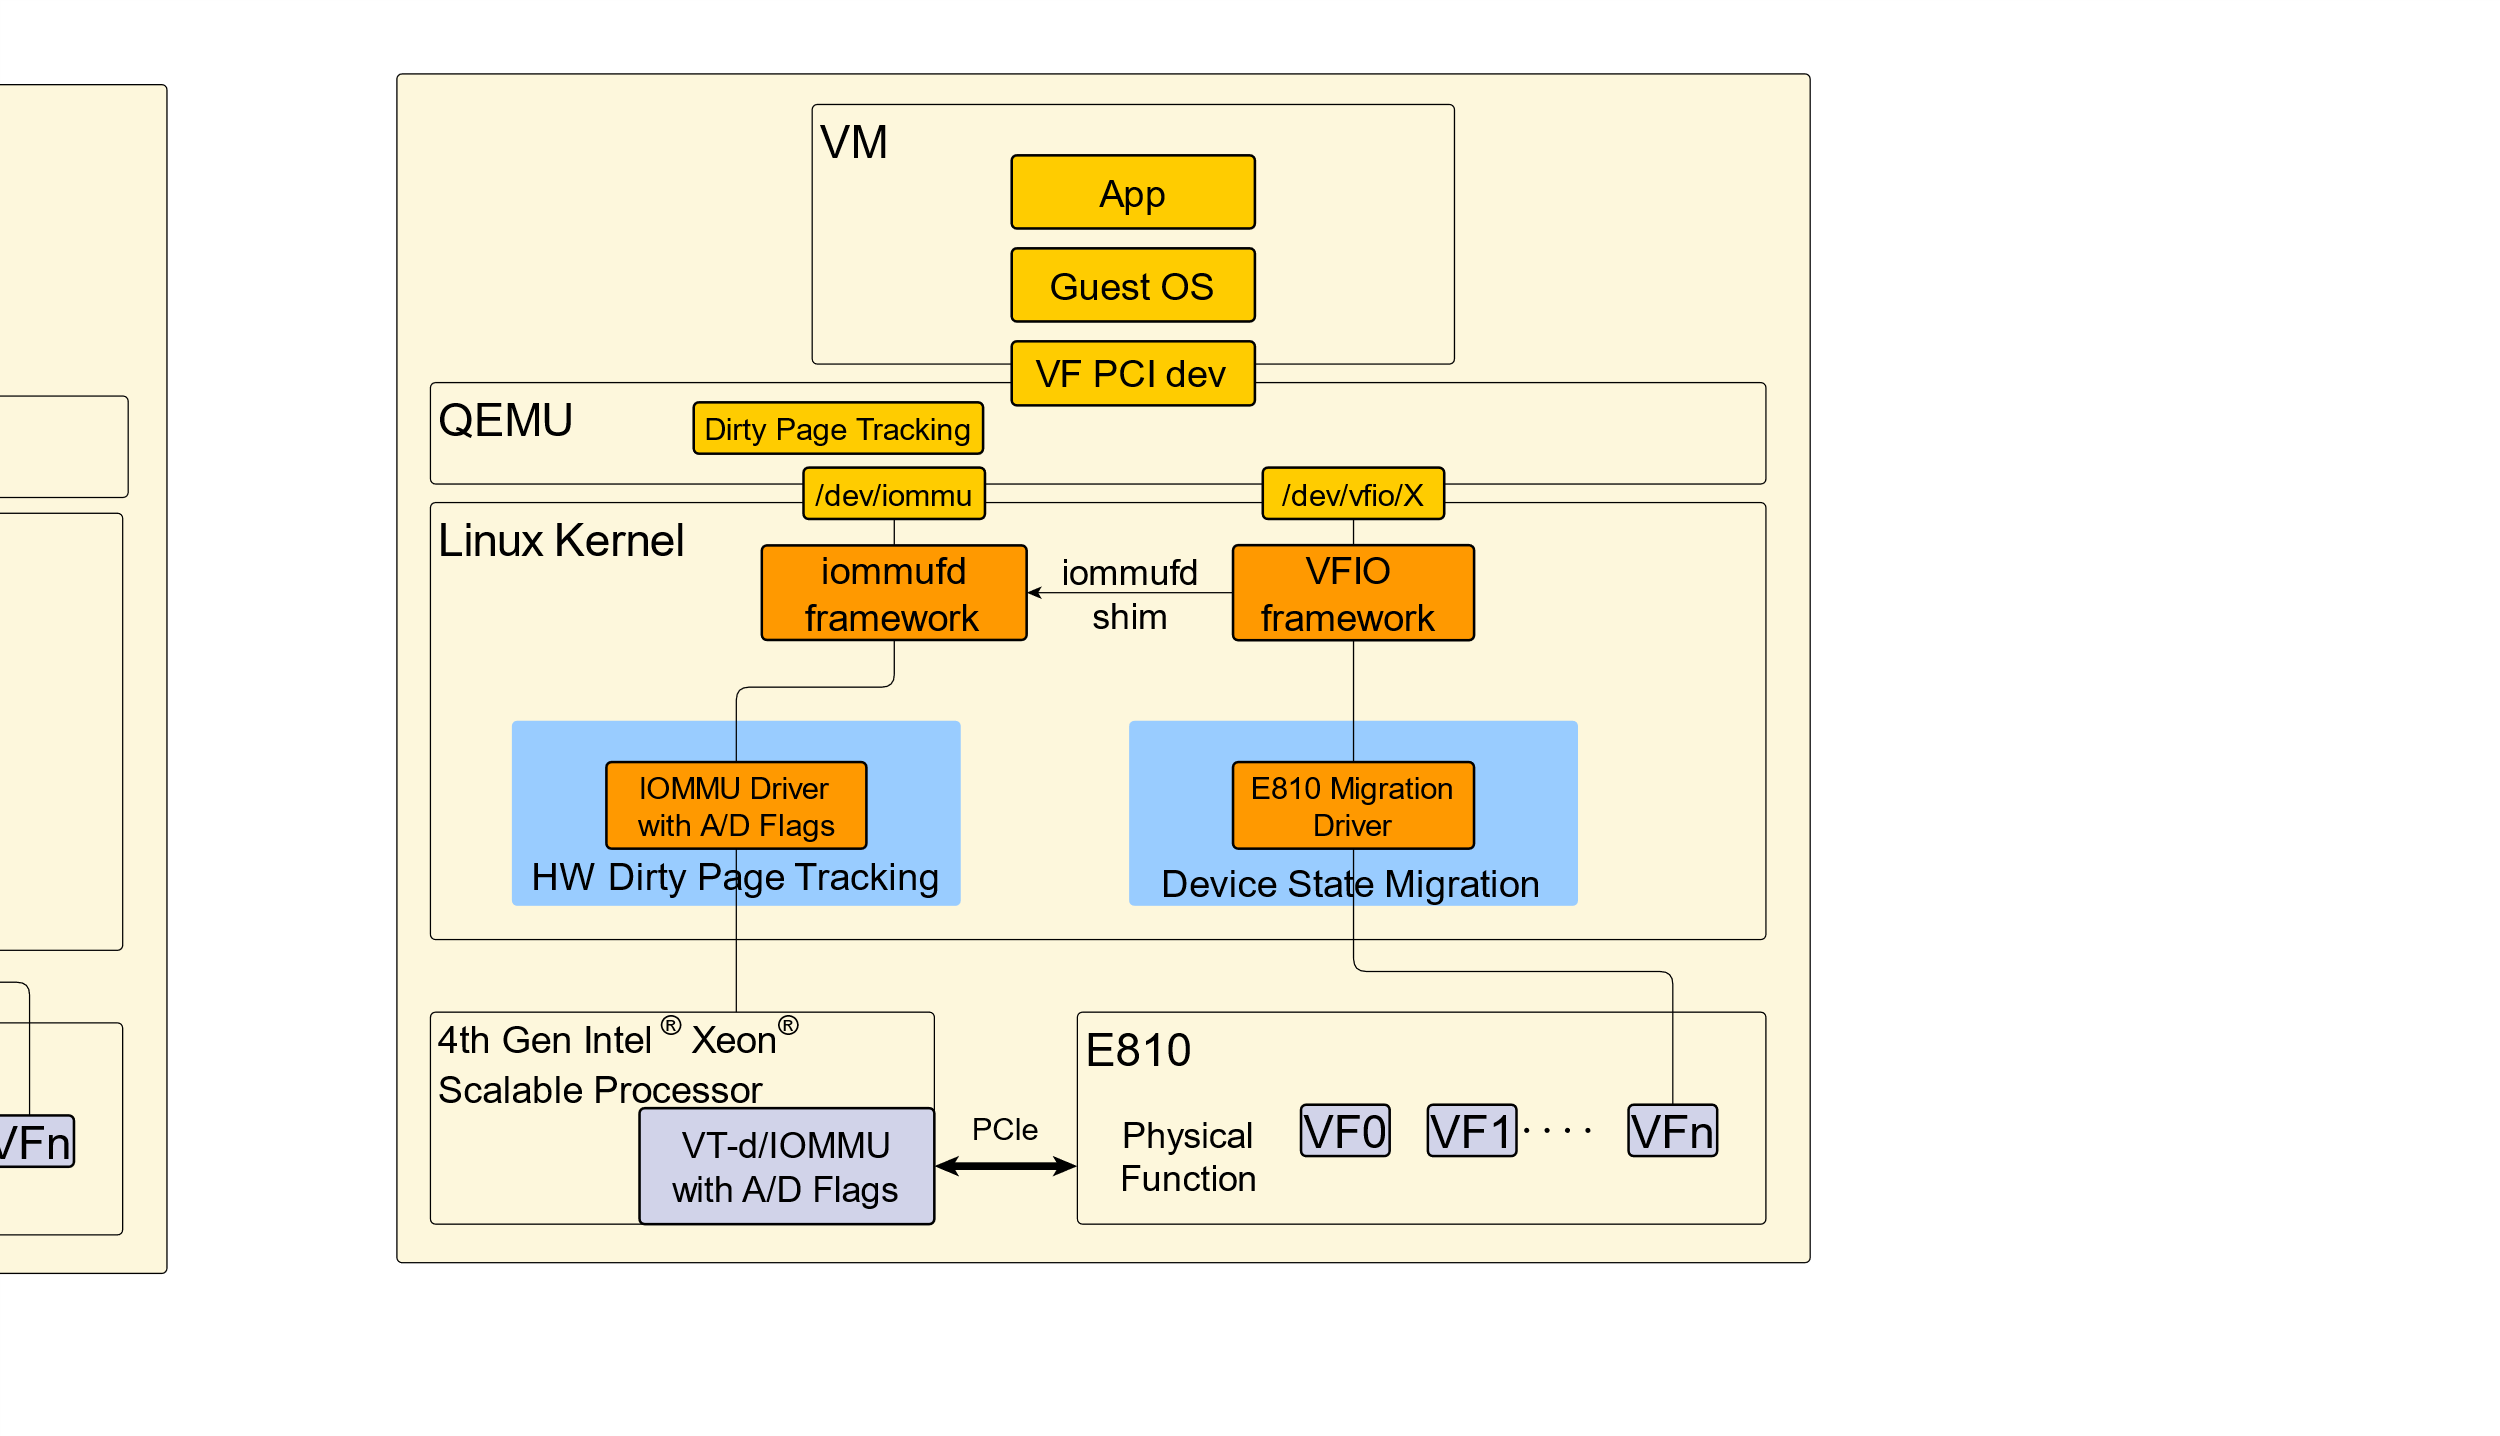 VM
App
Guest OS
VF PCI dev
QEMU
Dirty Page Tracking
/dev/iommu
/dev/vfio/X
Linux Kernel
iommufd
framework
iommufd
shim
VFIO
framework
IOMMU Driver
with A/D Flags
HW Dirty Page Tracking
E810 Migration
Driver
Device State Migration
4th Gen Intel® Xeon®
Scalable Processor
VT-d/IOMMU
with A/D Flags
PCIe
E810
Physical
Function
VF0
VF1
. . . .
VFn
VFn